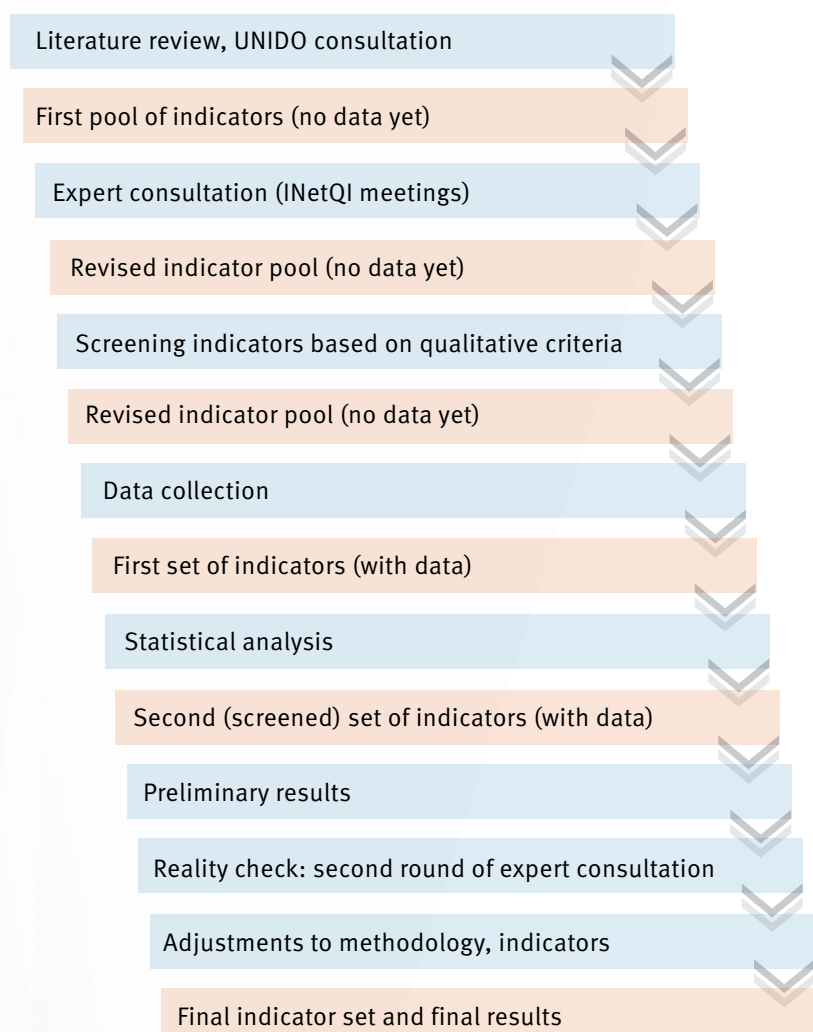 Literature review, UNIDO consultation
First pool of indicators (no data yet)
Expert consultation (INetQI meetings)
Revised indicator pool (no data yet)
Screening indicators based on qualitative criteria
Revised indicator pool (no data yet)
Data collection
First set of indicators (with data)
Statistical analysis
Second (screened) set of indicators (with data)
Preliminary results
Reality check: second round of expert consultation
Adjustments to methodology, indicators
Final indicator set and final results